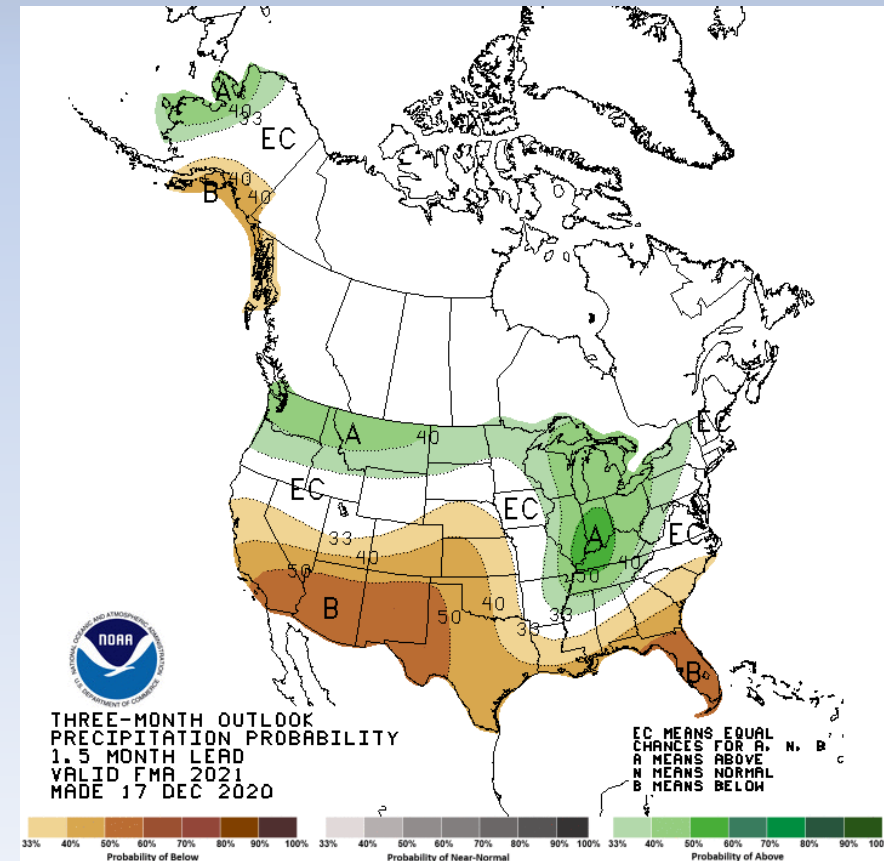 A
40
33
EC
40
B
40
EC
A
40
EC
EC
A
EC
33
40
50
50
40
B
50
40
33
33
B
NATIONAL OCEANIC AND ATMOSPHERIC ADMINISTRATION
NOAA
U.S. DEPARTMENT OF COMMERCE
THREE-MONTH OUTLOOK
PRECIPITATION PROBABILITY
1.5 MONTH LEAD
VALID FMA 2021
MADE 17 DEC 2020
EC MEANS EQUAL
CHANCES FOR A, N, B
A MEANS ABOVE
N MEANS NORMAL
B MEANS BELOW
33% 40% 50% 60% 70% 80% 90% 100%
Probability of Below
33% 40% 50% 60% 70% 80% 90% 100%
Probability of Near-Normal
33% 40% 50% 60% 70% 80% 90% 100
Probability of Above